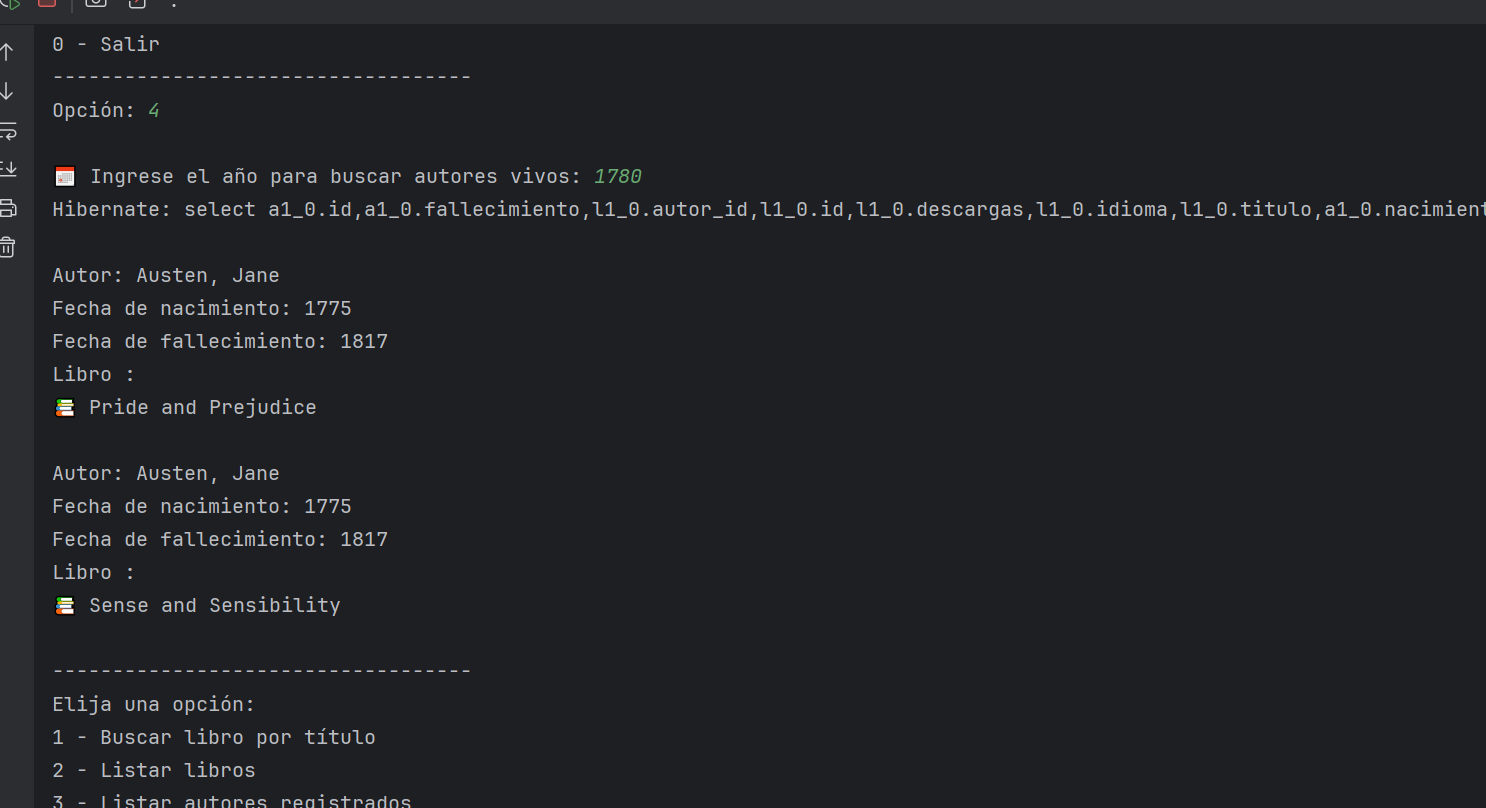 0 - Salir
-----------------------------------
Opción: 4
Ingrese el año para buscar autores vivos: 1780
Hibernate: select a1_0.id,a1_0.fallecimiento,l1_0.autor_id,l1_0.id,l1_0.descargas,l1_0.idioma,l1_0.titulo,a1_0.nacimient
Autor: Austen, Jane
Fecha de nacimiento: 1775
Fecha de fallecimiento: 1817
Libro :
📚 Pride and Prejudice
Autor: Austen, Jane
Fecha de nacimiento: 1775
Fecha de fallecimiento: 1817
Libro :
📚 Sense and Sensibility
-----------------------------------
Elija una opción:
1 - Buscar libro por título
2 - Listar libros
3 - Listar autores registrados